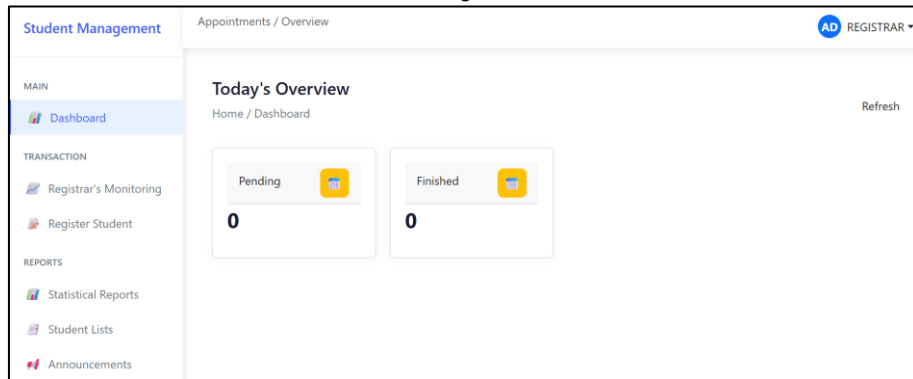 Student Management
Appointments / Overview
AD REGISTRAR
MAIN
Dashboard
TRANSACTION
Registrar's Monitoring
Register Student
REPORTS
Statistical Reports
Student Lists
Announcements
Today's Overview
Home / Dashboard
Refresh
Pending
0
Finished
0